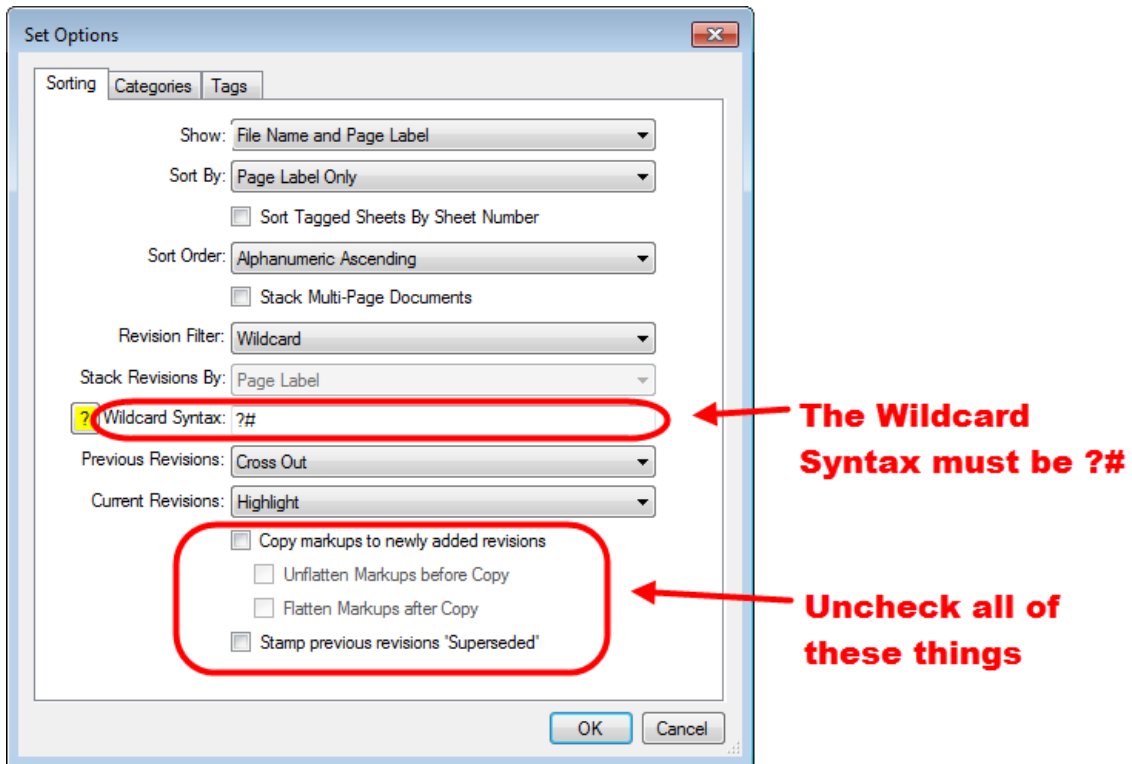 Set Options
Sorting Categories Tags
Show: File Name and Page Label
Sort By: Page Label Only
Sort Tagged Sheets By Sheet Number
Sort Order: Alphanumeric Ascending
Stack Multi-Page Documents
Revision Filter: Wildcard
Stack Revisions By: Page Label
? Wildcard Syntax: ?#
The Wildcard
Syntax must be ?#
Previous Revisions: Cross Out
Current Revisions: Highlight
Copy markups to newly added revisions
Unflatten Markups before Copy
Flatten Markups after Copy
Stamp previous revisions 'Superseded'
Uncheck all of
these things
OK Cancel